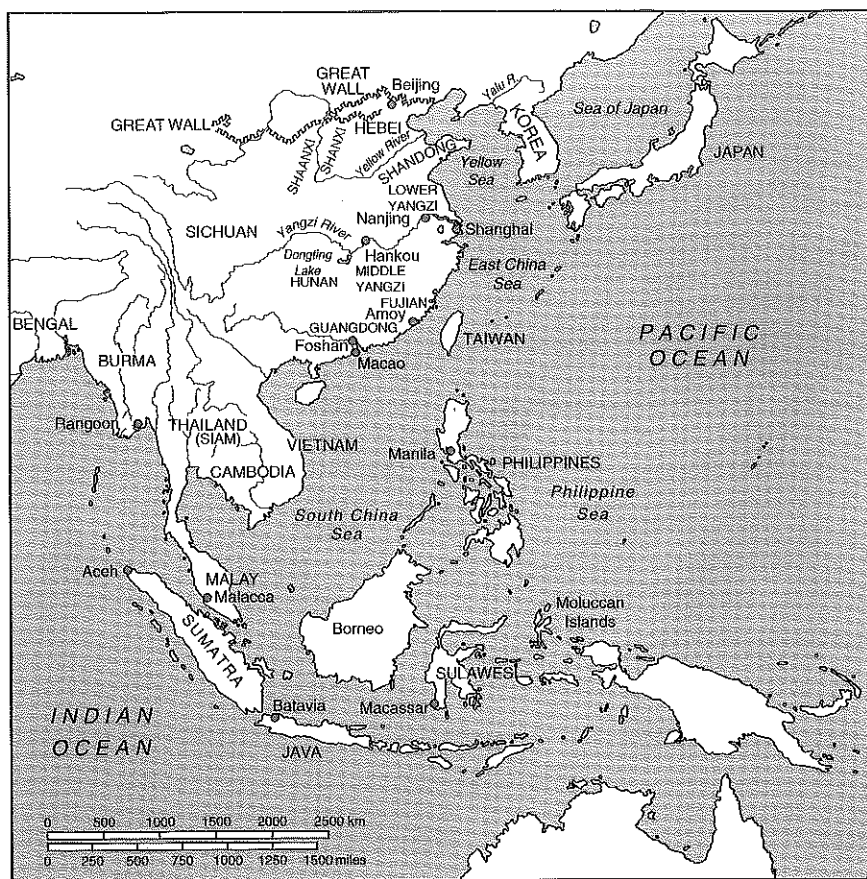 GREAT
WALL
Beijing
Yalu R.
Sea of Japan
GREAT WALL
HEBEI
KOREA
SHAANXI
SHANXI
Yellow River
SHANDONG
Yellow
Sea
JAPAN
LOWER
YANGZI
Nanjing
Shanghai
SICHUAN
Yangzi River
Hankou
Dongting
Lake
HUNAN
MIDDLE
YANGZI
East China
Sea
FUJIAN
Amoy
GUANGDONG
Foshan
Macao
TAIWAN
PACIFIC
OCEAN
BENGAL
BURMA
Rangoon
THAILAND
(SIAM)
VIETNAM
CAMBODIA
Manila
PHILIPPINES
Philippine
Sea
South China
Sea
Aceh
MALAY
Malacca
SUMATRA
Borneo
Moluccan
Islands
SULAWESI
Macassar
Batavia
JAVA
INDIAN
OCEAN
0 500 1000 1500 2000 2500 km
0 250 500 750 1000 1250 1500 miles